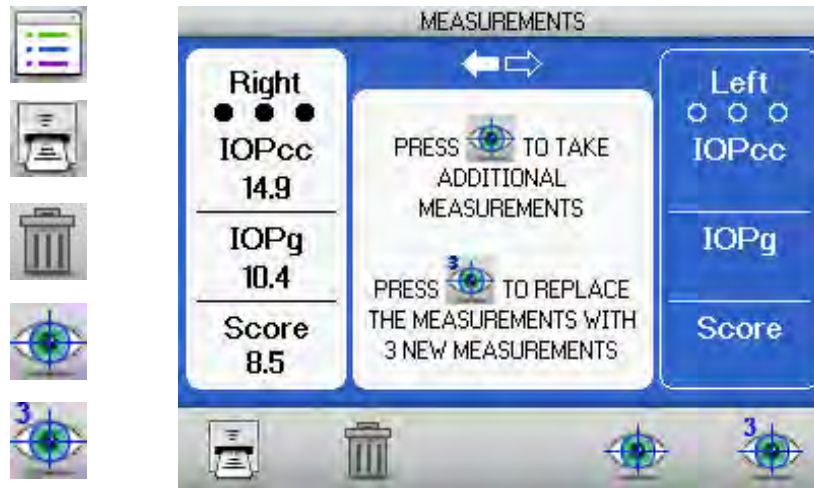 MEASUREMENTS
Right
IOPcc
14.9
IOPg
10.4
Score
8.5
PRESS TO TAKE
ADDITIONAL
MEASUREMENTS
3
PRESS TO REPLACE
THE MEASUREMENTS WITH
3 NEW MEASUREMENTS
Left
IOPcc
IOPg
Score
3
3